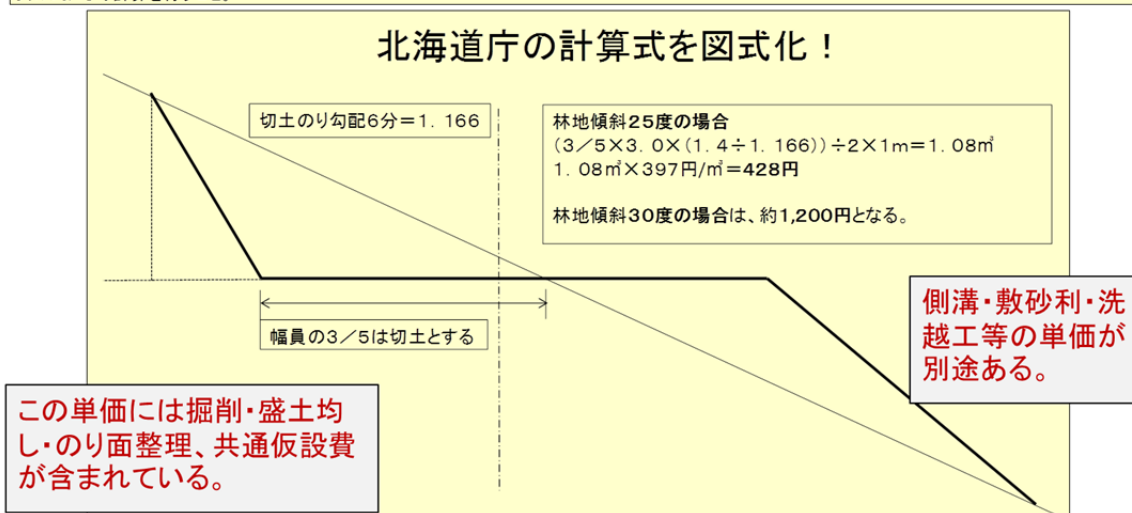 北海道庁の計算式を図式化！
切土のり勾配6分＝1．166
林地傾斜25度の場合
（3／5×3．0×（1．4÷1．166））÷2×1m＝1．08㎡
1．08㎡×397円/㎡＝428円
林地傾斜30度の場合は、約1,200円となる。
幅員の3／5は切土とする
側溝・敷砂利・洗
越工等の単価が
別途ある。
この単価には掘削・盛土均
し・のり面整理、共通仮設費
が含まれている。